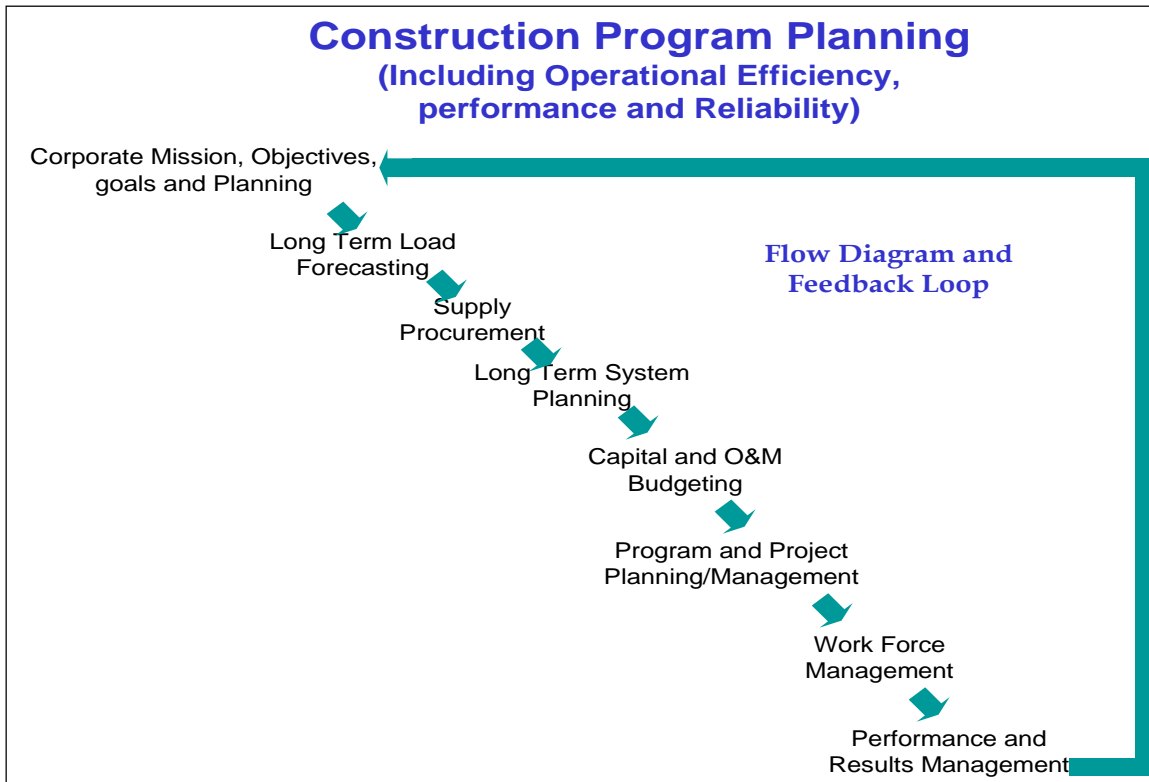 Construction Program Planning
(Including Operational Efficiency,
performance and Reliability)
Corporate Mission, Objectives,
goals and Planning
Long Term Load
Forecasting
Flow Diagram and
Feedback Loop
Supply
Procurement
Long Term System
Planning
Capital and O&M
Budgeting
Program and Project
Planning/Management
Work Force
Management
Performance and
Results Management